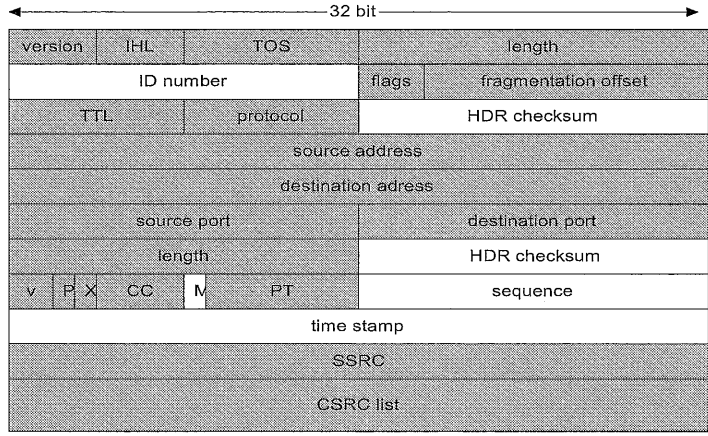 32 bit
version IHL TOS length
ID number flags fragmentation offset
TTL protocol HDR checksum
source address
destination adress
source port destination port
length HDR checksum
v P X CC M PT sequence
time stamp
SSRC
CSRC list